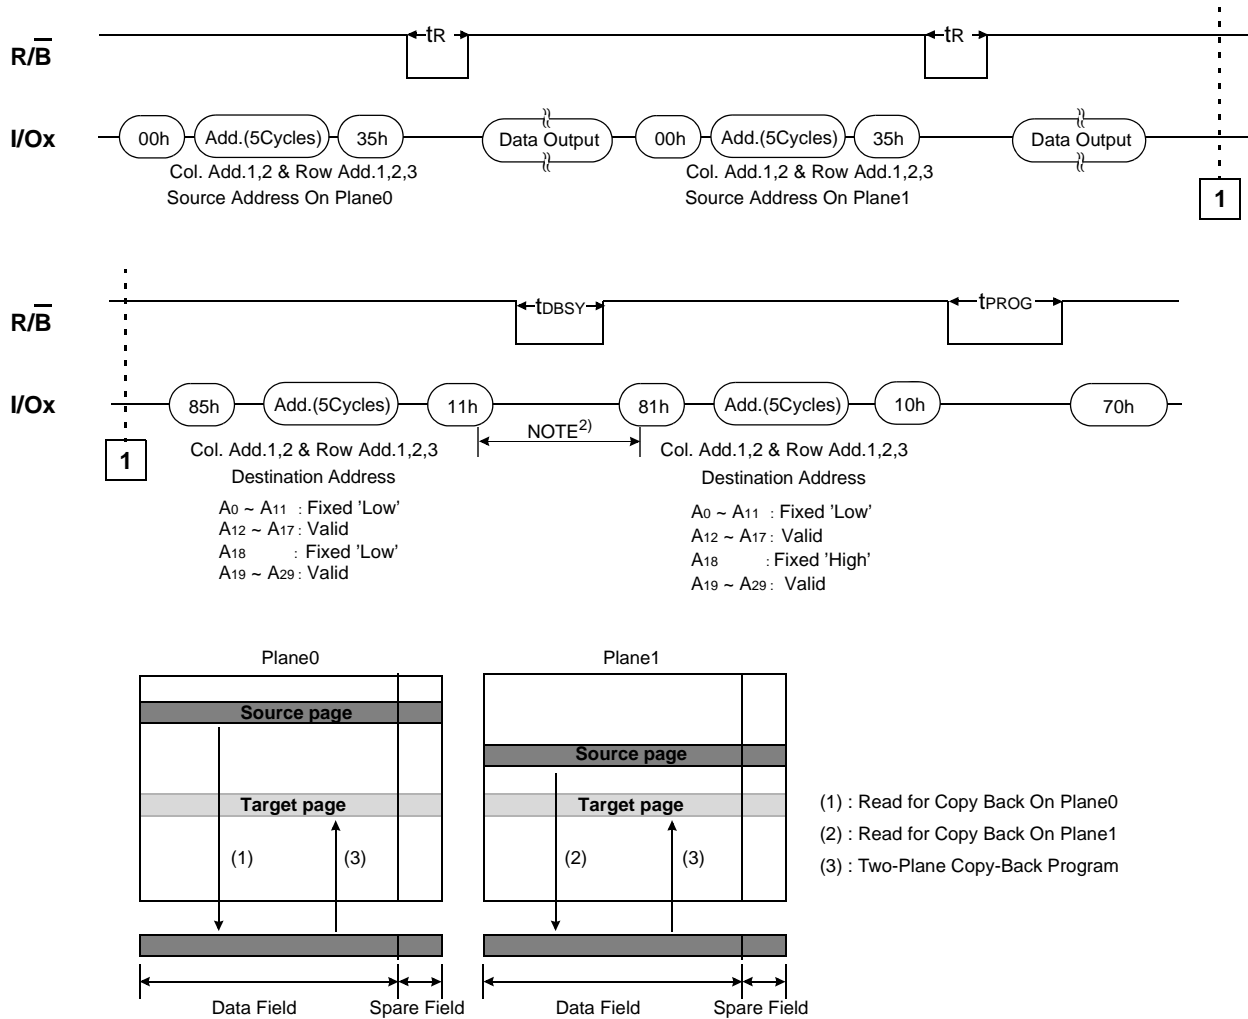 R/B tR tR
I/Ox 00h Add.(5Cycles) 35h Data Output 00h Add.(5Cycles) 35h Data Output
Col. Add.1,2 & Row Add.1,2,3 Col. Add.1,2 & Row Add.1,2,3
Source Address On Plane0 Source Address On Plane1
1
R/B tDBSY tPROG
I/Ox 85h Add.(5Cycles) 11h 81h Add.(5Cycles) 10h 70h
NOTE2)
1
Col. Add.1,2 & Row Add.1,2,3 Col. Add.1,2 & Row Add.1,2,3
Destination Address Destination Address
A0 ~ A11 : Fixed 'Low'
A12 ~ A17 : Valid
A18 : Fixed 'Low'
A19 ~ A29 : Valid
A0 ~ A11 : Fixed 'Low'
A12 ~ A17 : Valid
A18 : Fixed 'High'
A19 ~ A29 : Valid
Plane0 Plane1
Source page
Source page
Target page Target page
(1) (3) (2) (3)
(1) : Read for Copy Back On Plane0
(2) : Read for Copy Back On Plane1
(3) : Two-Plane Copy-Back Program
Data Field Spare Field Data Field Spare Field